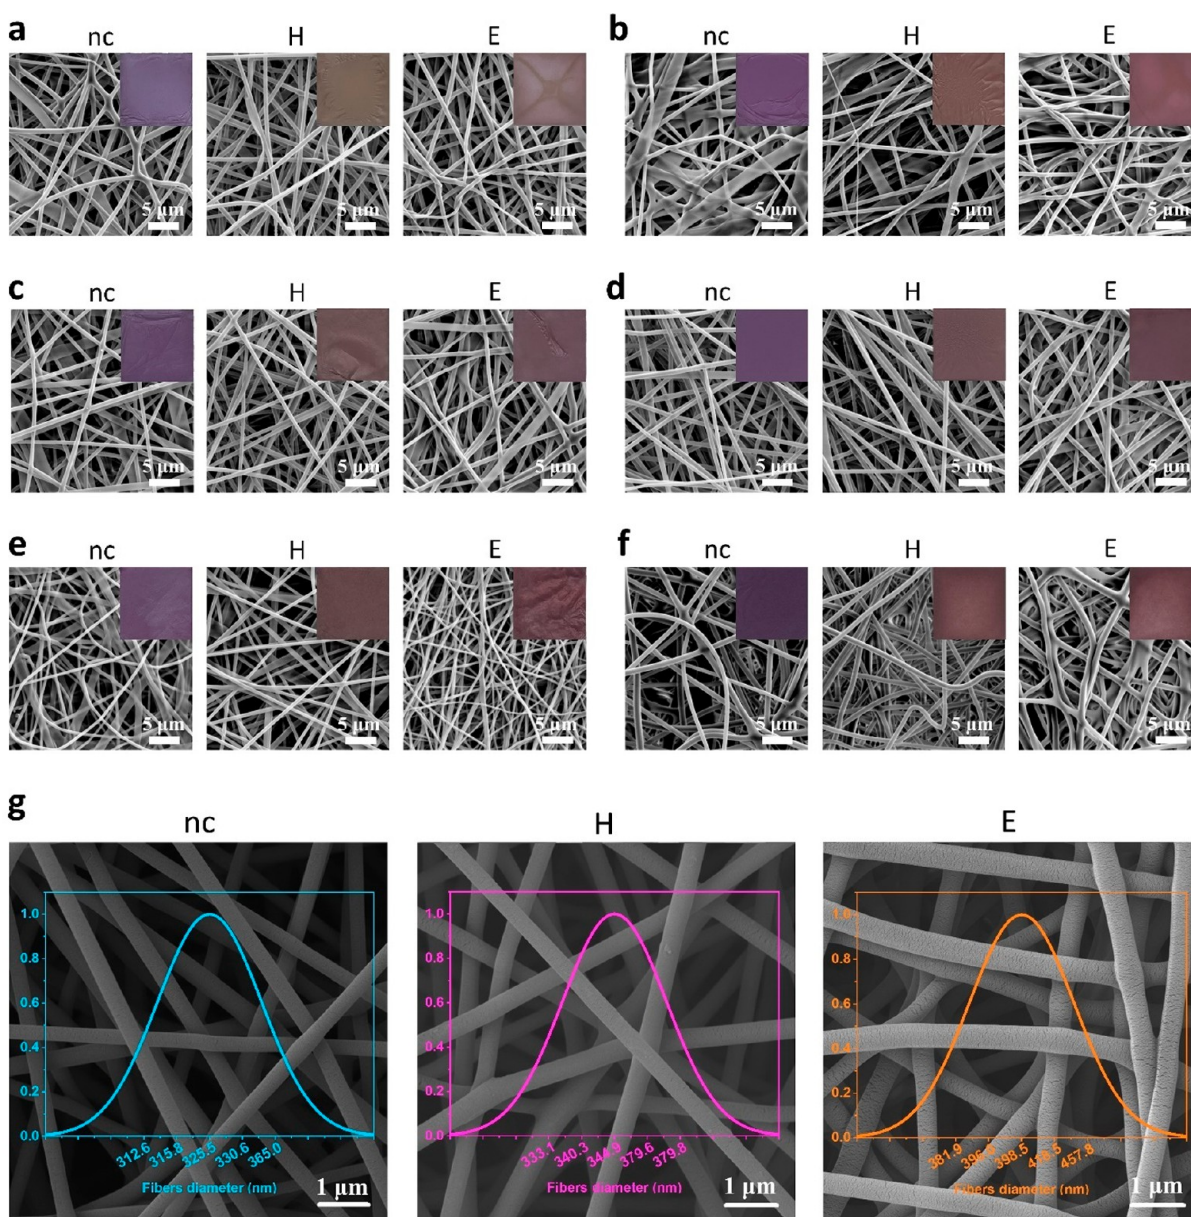 a
b
nc H E
nc H E
5 μm 5 μm 5 μm
5 μm 5 μm 5 μm
c
d
nc H E
nc H E
5 μm 5 μm 5 μm
5 μm 5 μm 5 μm
e
f
nc H E
nc H E
5 μm 5 μm 5 μm
5 μm 5 μm 5 μm
g
nc
1.0
0.8
0.6
0.4
0.2
0.0
312.6 315.8 325.5 330.6 365.0
Fibers diameter (nm)
1 μm
H
1.0
0.8
0.6
0.4
0.2
0.0
333.1 340.3 344.9 379.6 379.8
Fibers diameter (nm)
1 μm
E
1.0
0.8
0.6
0.4
0.2
0.0
381.9 398.5 457.8
Fibers diameter (nm)
1 μm